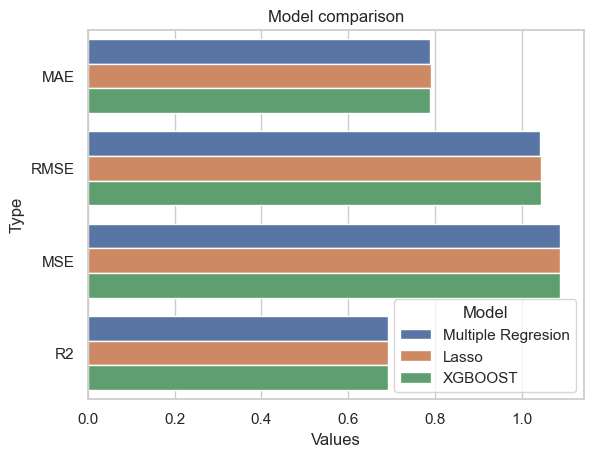 Model comparison
MAE
RMSE
MSE
R2
Type
Model
Multiple Regresion
Lasso
XGBOOST
0.0 0.2 0.4 0.6 0.8 1.0
Values